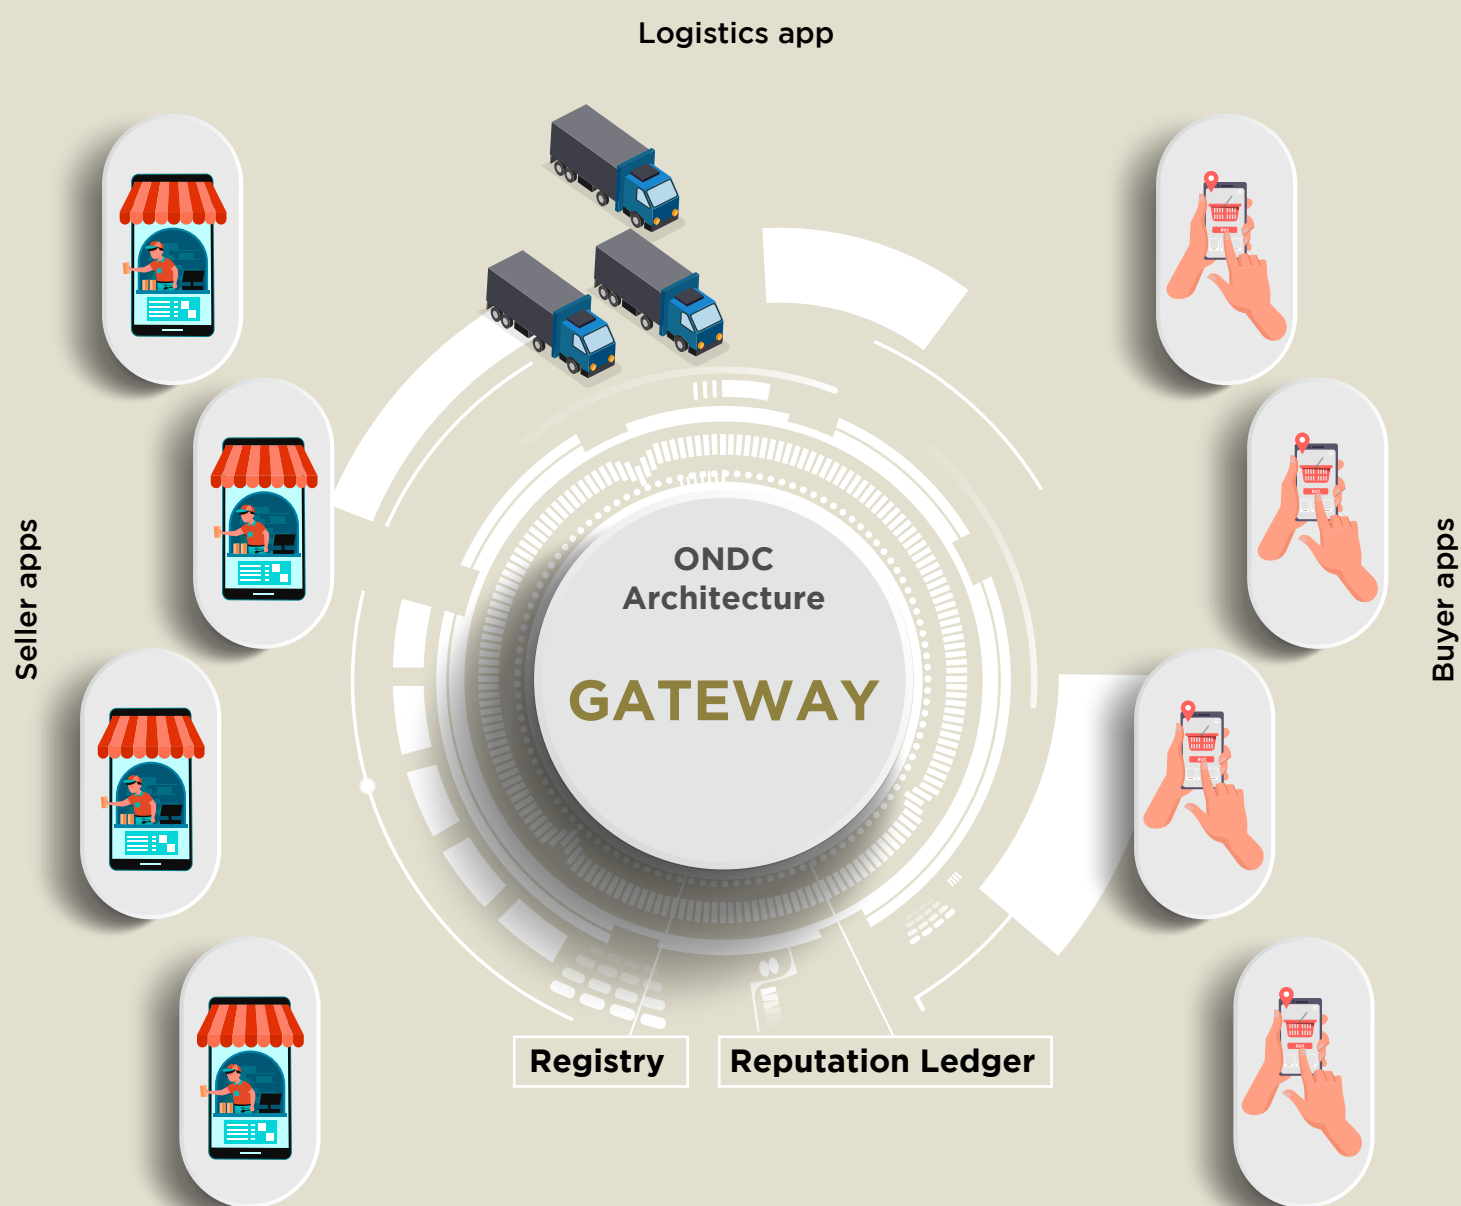 Logistics app
Seller apps
ONDC
Architecture
GATEWAY
Buyer apps
Registry
Reputation Ledger